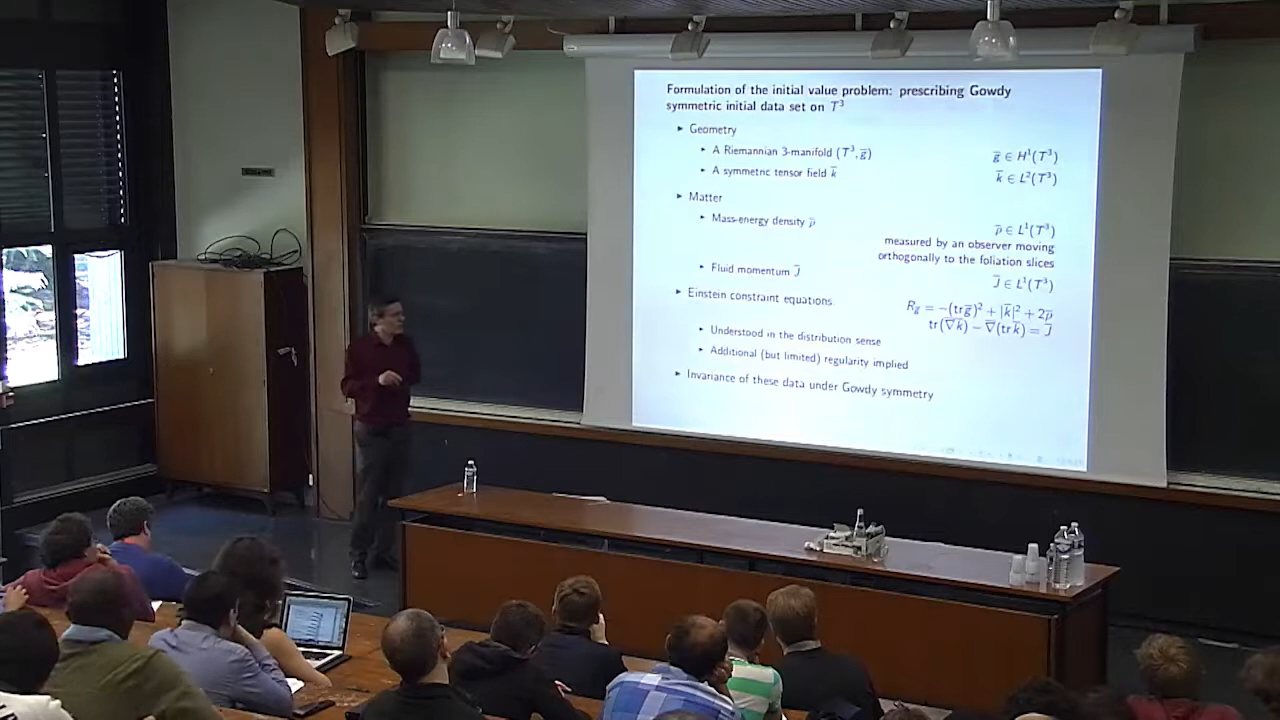 Formulation of the initial value problem: prescribing Gowdy
symmetric initial data set on T³
► Geometry
► A Riemannian 3-manifold (T³, g̅)
g̅ ∈ H¹(T³)
► A symmetric tensor field k̅
k̅ ∈ L²(T³)
► Matter
► Mass-energy density ρ̅
ρ̅ ∈ L¹(T³)
measured by an observer moving
orthogonally to the foliation slices
► Fluid momentum J̅
J̅ ∈ L¹(T³)
► Einstein constraint equations
R_g̅ = −(tr g̅)² + |k̅|² + 2ρ̅
tr(∇̅k̅) − ∇̅(tr k̅) = J̅
► Understood in the distribution sense
► Additional (but limited) regularity implied
► Invariance of these data under Gowdy symmetry